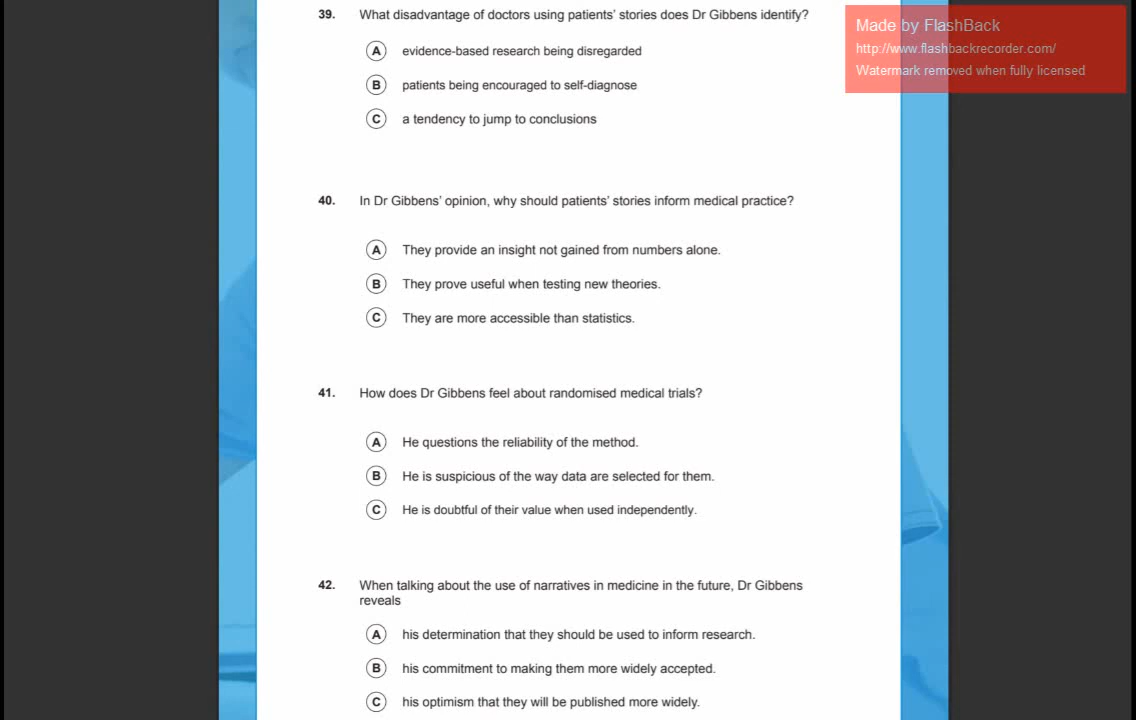 39. What disadvantage of doctors using patients' stories does Dr Gibbens identify?
A evidence-based research being disregarded
B patients being encouraged to self-diagnose
C a tendency to jump to conclusions
Made by FlashBack
http://www.flashbackrecorder.com/
Watermark removed when fully licensed
40. In Dr Gibbens' opinion, why should patients' stories inform medical practice?
A They provide an insight not gained from numbers alone.
B They prove useful when testing new theories.
C They are more accessible than statistics.
41. How does Dr Gibbens feel about randomised medical trials?
A He questions the reliability of the method.
B He is suspicious of the way data are selected for them.
C He is doubtful of their value when used independently.
42. When talking about the use of narratives in medicine in the future, Dr Gibbens
reveals
A his determination that they should be used to inform research.
B his commitment to making them more widely accepted.
C his optimism that they will be published more widely.